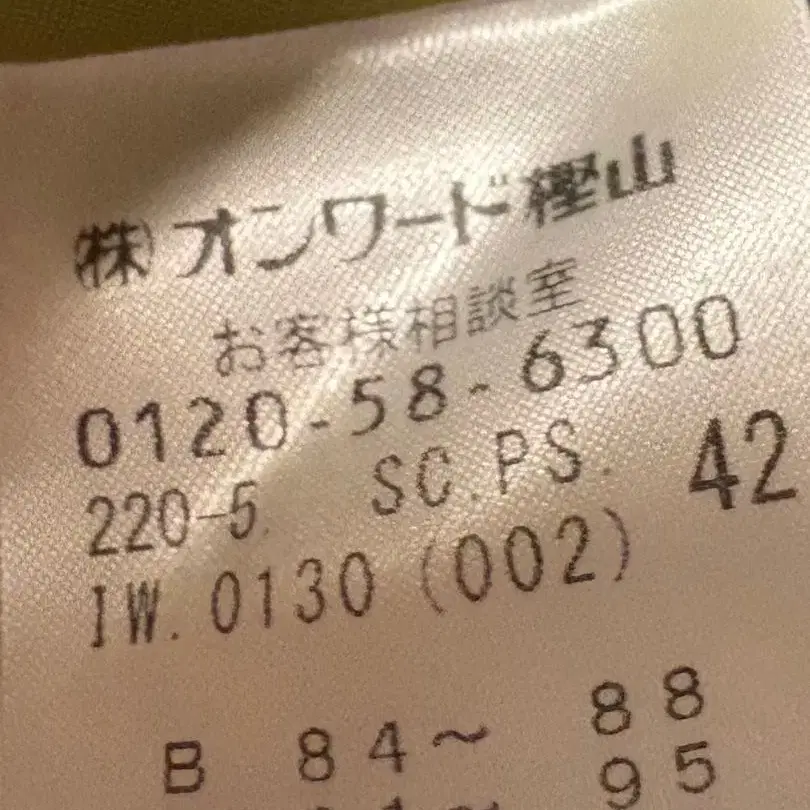 ㈱オンワード樫山
お客様相談室
0120-58-6300
220-5. SC.PS. 42
IW.0130 (002)
B 84～88
95